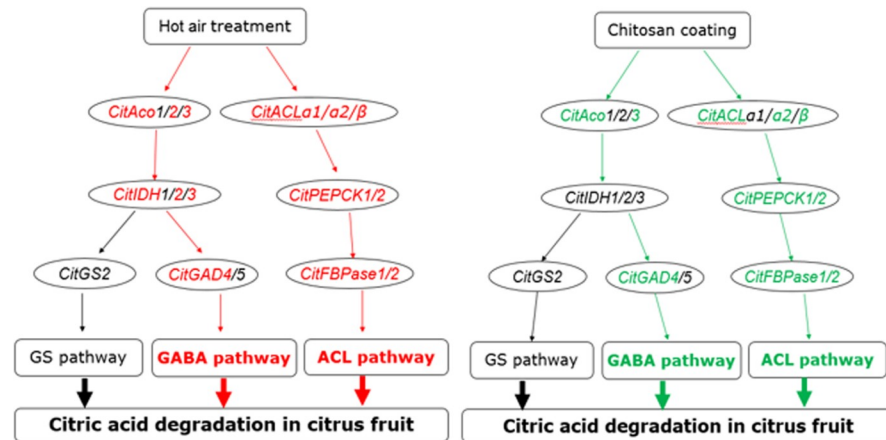 Hot air treatment
CitAco1/2/3
CitACLα1/α2/β
CitIDH1/2/3
CitPEPCK1/2
CitGS2
CitGAD4/5
CitFBPase1/2
GS pathway
GABA pathway
ACL pathway
Citric acid degradation in citrus fruit
Chitosan coating
CitAco1/2/3
CitACLα1/α2/β
CitIDH1/2/3
CitPEPCK1/2
CitGS2
CitGAD4/5
CitFBPase1/2
GS pathway
GABA pathway
ACL pathway
Citric acid degradation in citrus fruit